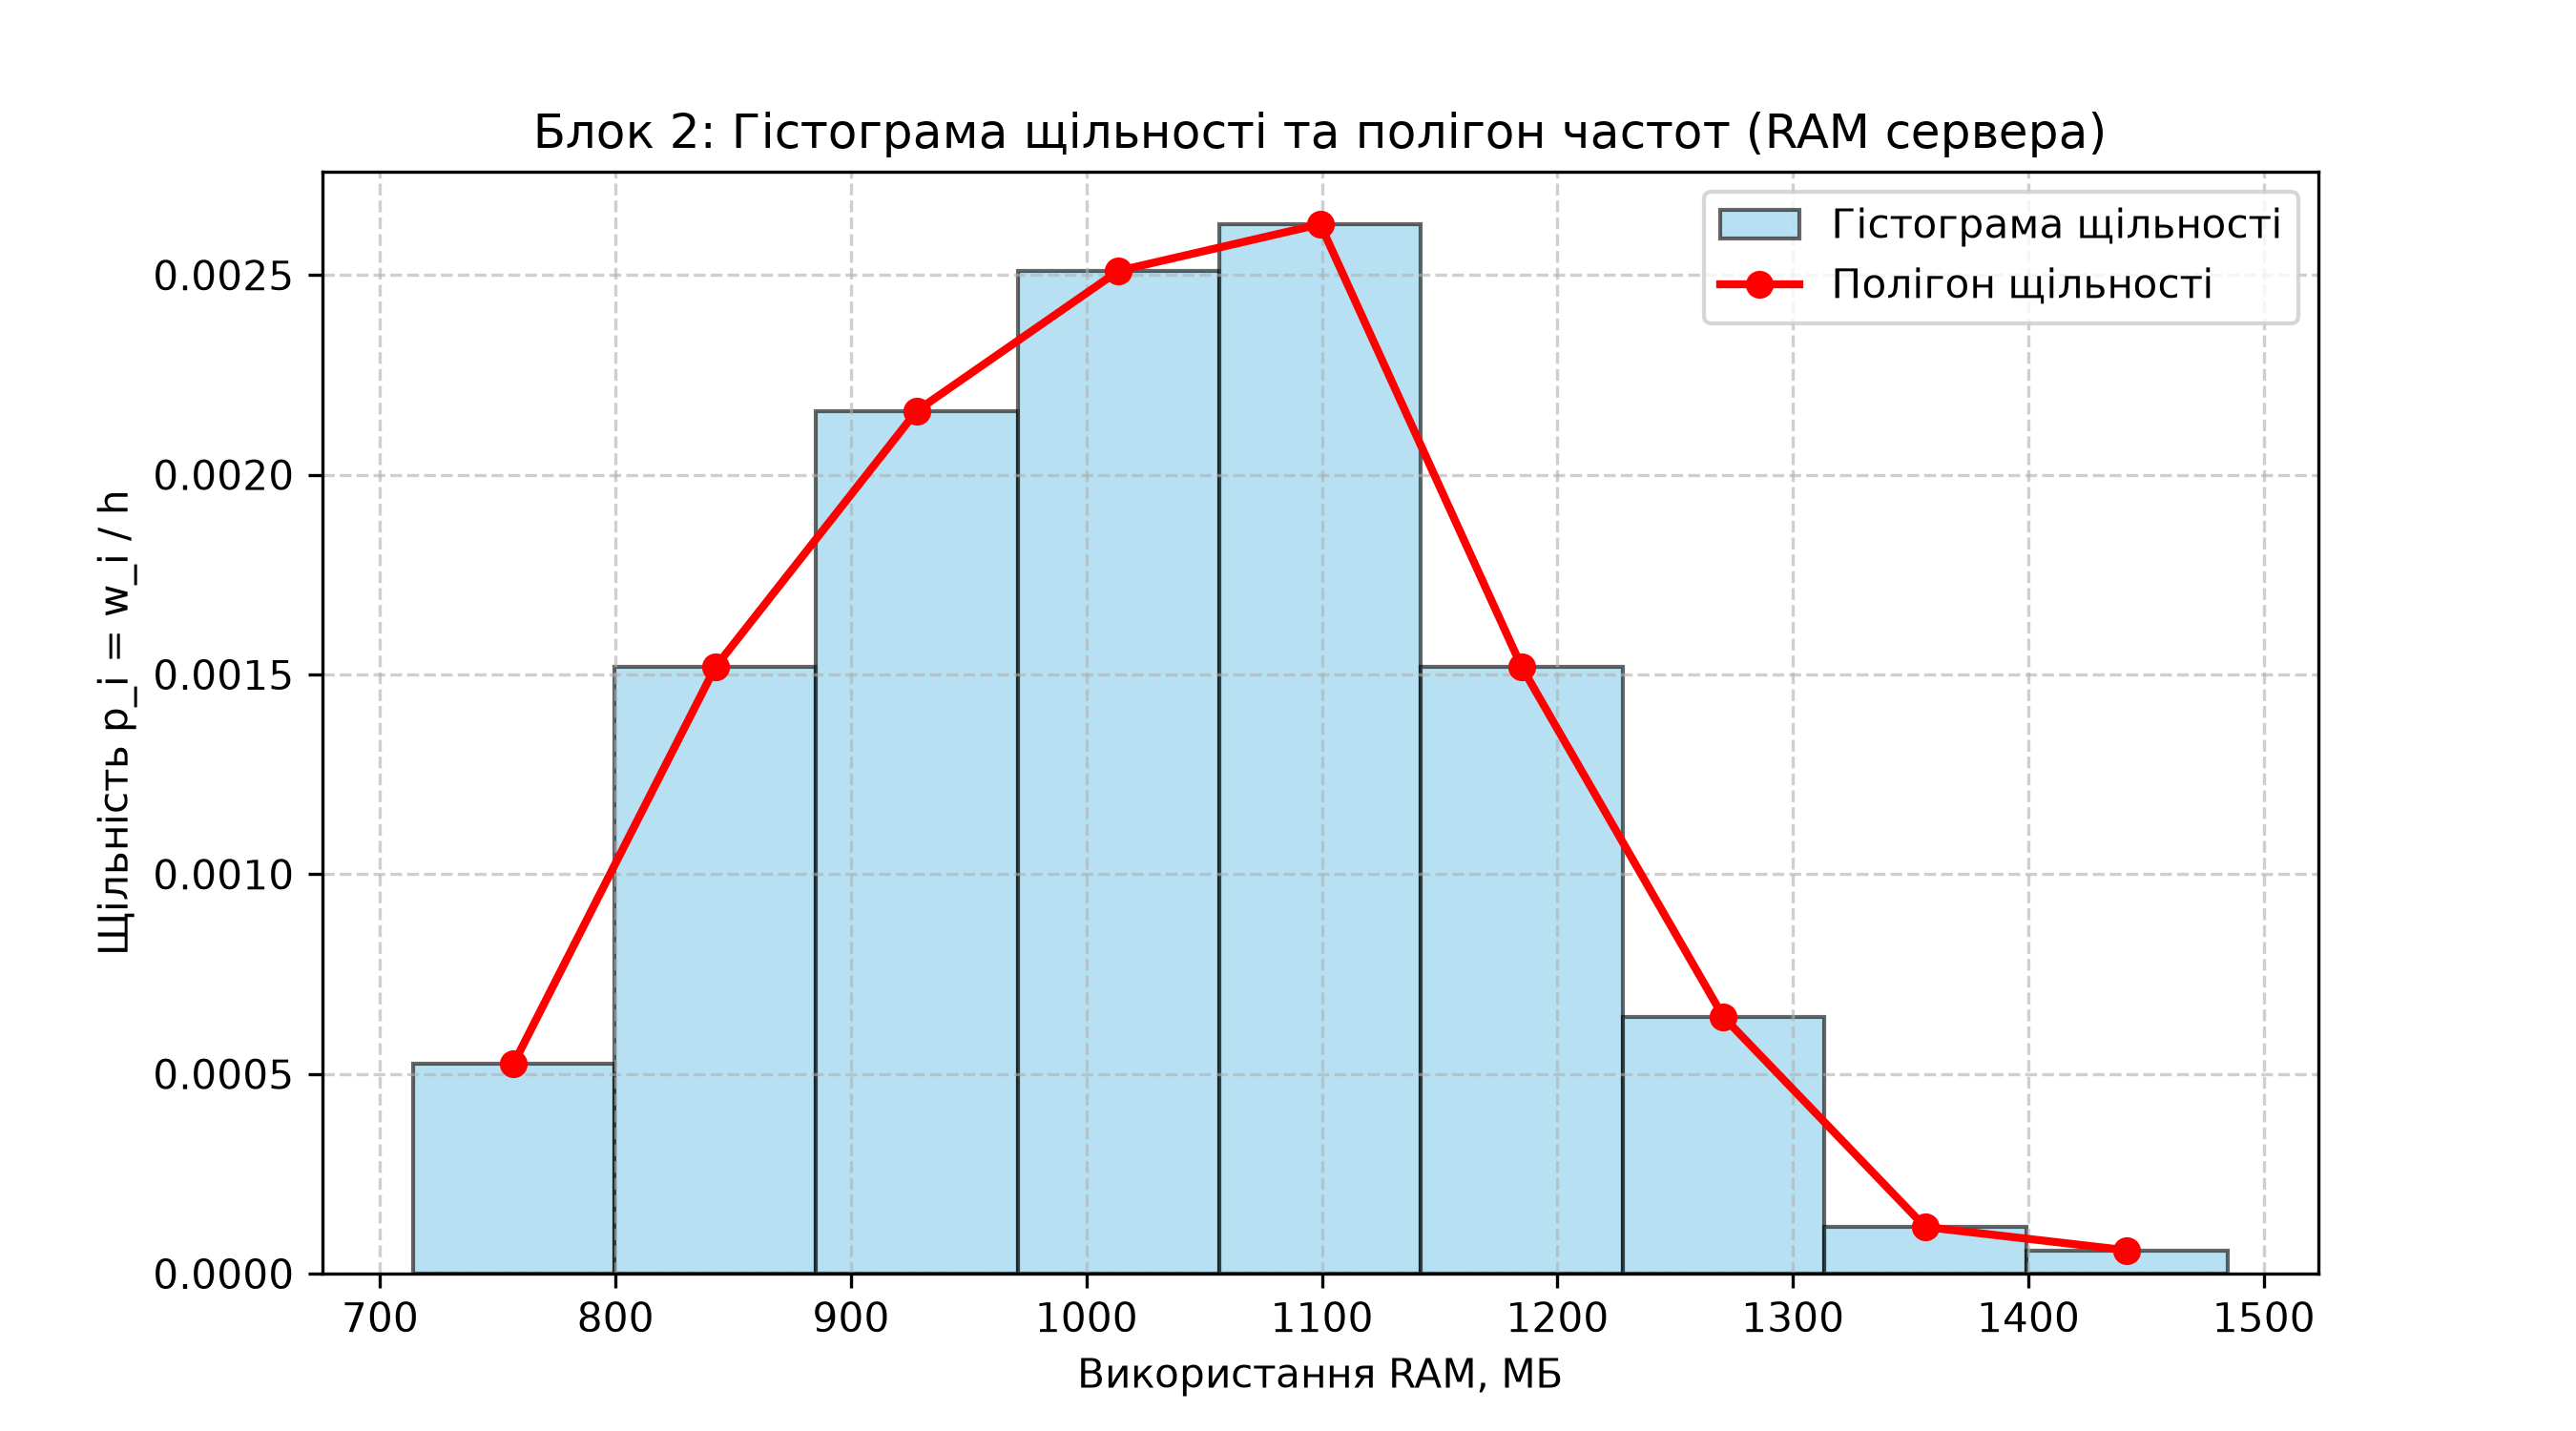 Блок 2: Гістограма щільності та полігон частот (RAM сервера)
Гістограма щільності
Полігон щільності
Щільність p_i = w_i / h
0.0025
0.0020
0.0015
0.0010
0.0005
0.0000
700 800 900 1000 1100 1200 1300 1400 1500
Використання RAM, МБ